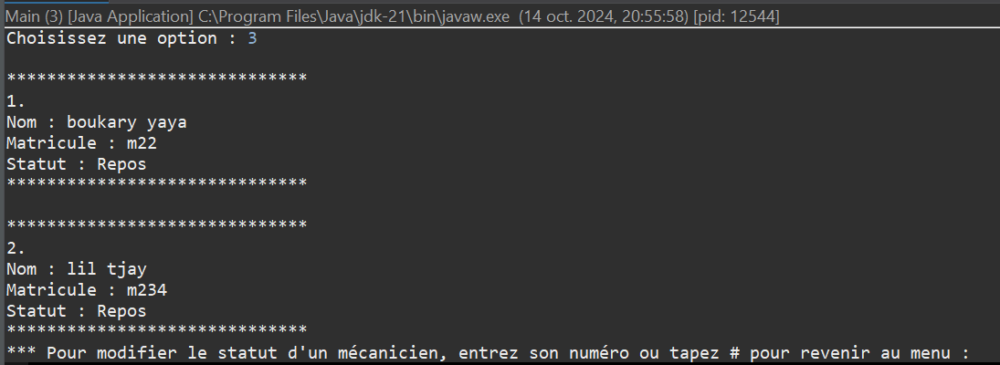 Main (3) [Java Application] C:\Program Files\Java\jdk-21\bin\javaw.exe (14 oct. 2024, 20:55:58) [pid: 12544]
Choisissez une option : 3
******************************
1.
Nom : boukary yaya
Matricule : m22
Statut : Repos
******************************
******************************
2.
Nom : lil tjay
Matricule : m234
Statut : Repos
******************************
*** Pour modifier le statut d'un mécanicien, entrez son numéro ou tapez # pour revenir au menu :